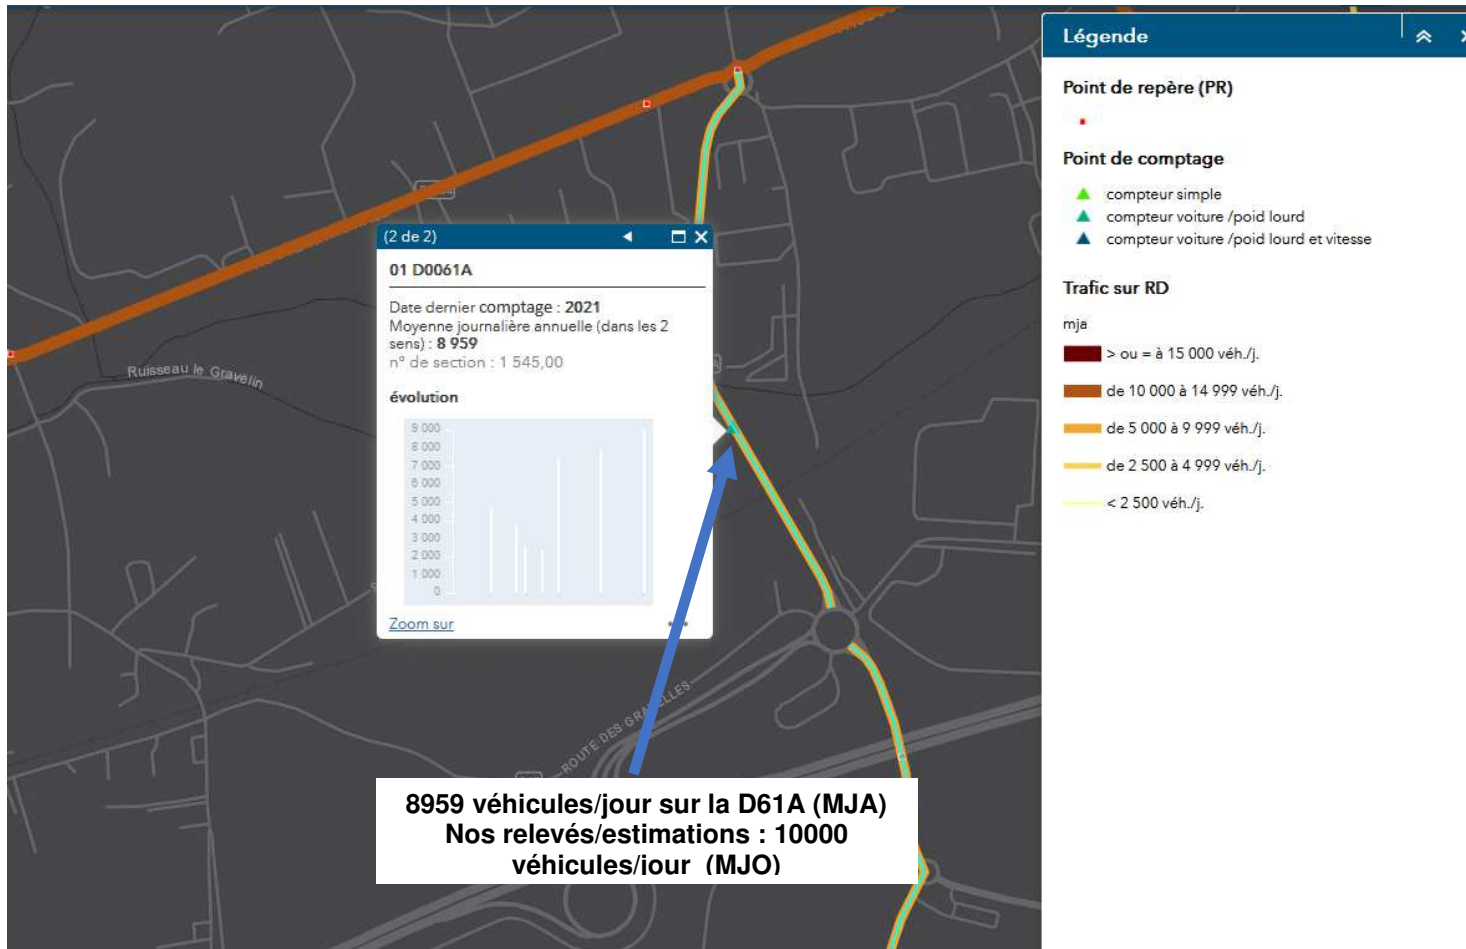 Ruisseau le Gravelin
ROUTE DES GRAVELLES
(2 de 2)
01 D0061A
Date dernier comptage : 2021
Moyenne journalière annuelle (dans les 2
sens) : 8 959
n° de section : 1 545,00
évolution
9 000
8 000
7 000
6 000
5 000
4 000
3 000
2 000
1 000
0
Zoom sur
8959 véhicules/jour sur la D61A (MJA)
Nos relevés/estimations : 10000
véhicules/jour (MJO)
Légende
Point de repère (PR)
Point de comptage
compteur simple
compteur voiture /poid lourd
compteur voiture /poid lourd et vitesse
Trafic sur RD
mja
> ou = à 15 000 véh./j.
de 10 000 à 14 999 véh./j.
de 5 000 à 9 999 véh./j.
de 2 500 à 4 999 véh./j.
< 2 500 véh./j.